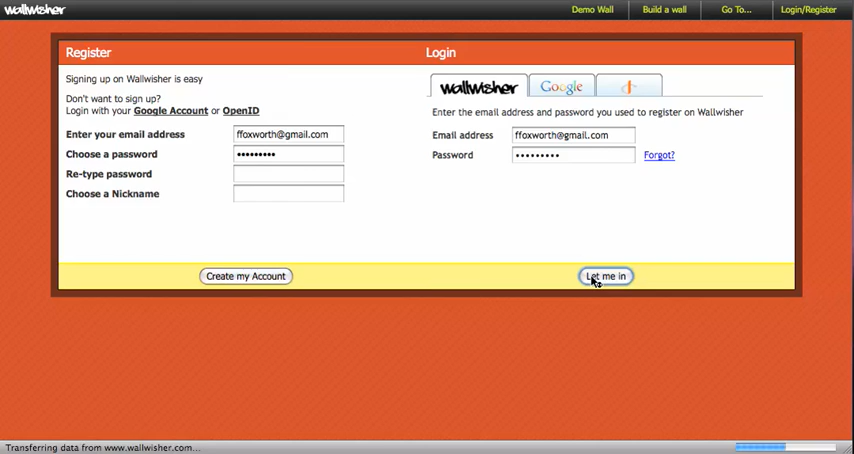 wallwisher
Demo Wall
Build a wall
Go To...
Login/Register
Register
Signing up on Wallwisher is easy
Don't want to sign up?
Login with your Google Account or OpenID
Enter your email address
ffoxworth@gmail.com
Choose a password
•••••••••
Re-type password
Choose a Nickname
Create my Account
Login
wallwisher
Google
Enter the email address and password you used to register on Wallwisher
Email address
ffoxworth@gmail.com
Password
•••••••••
Forgot?
Let me in
Transferring data from www.wallwisher.com...